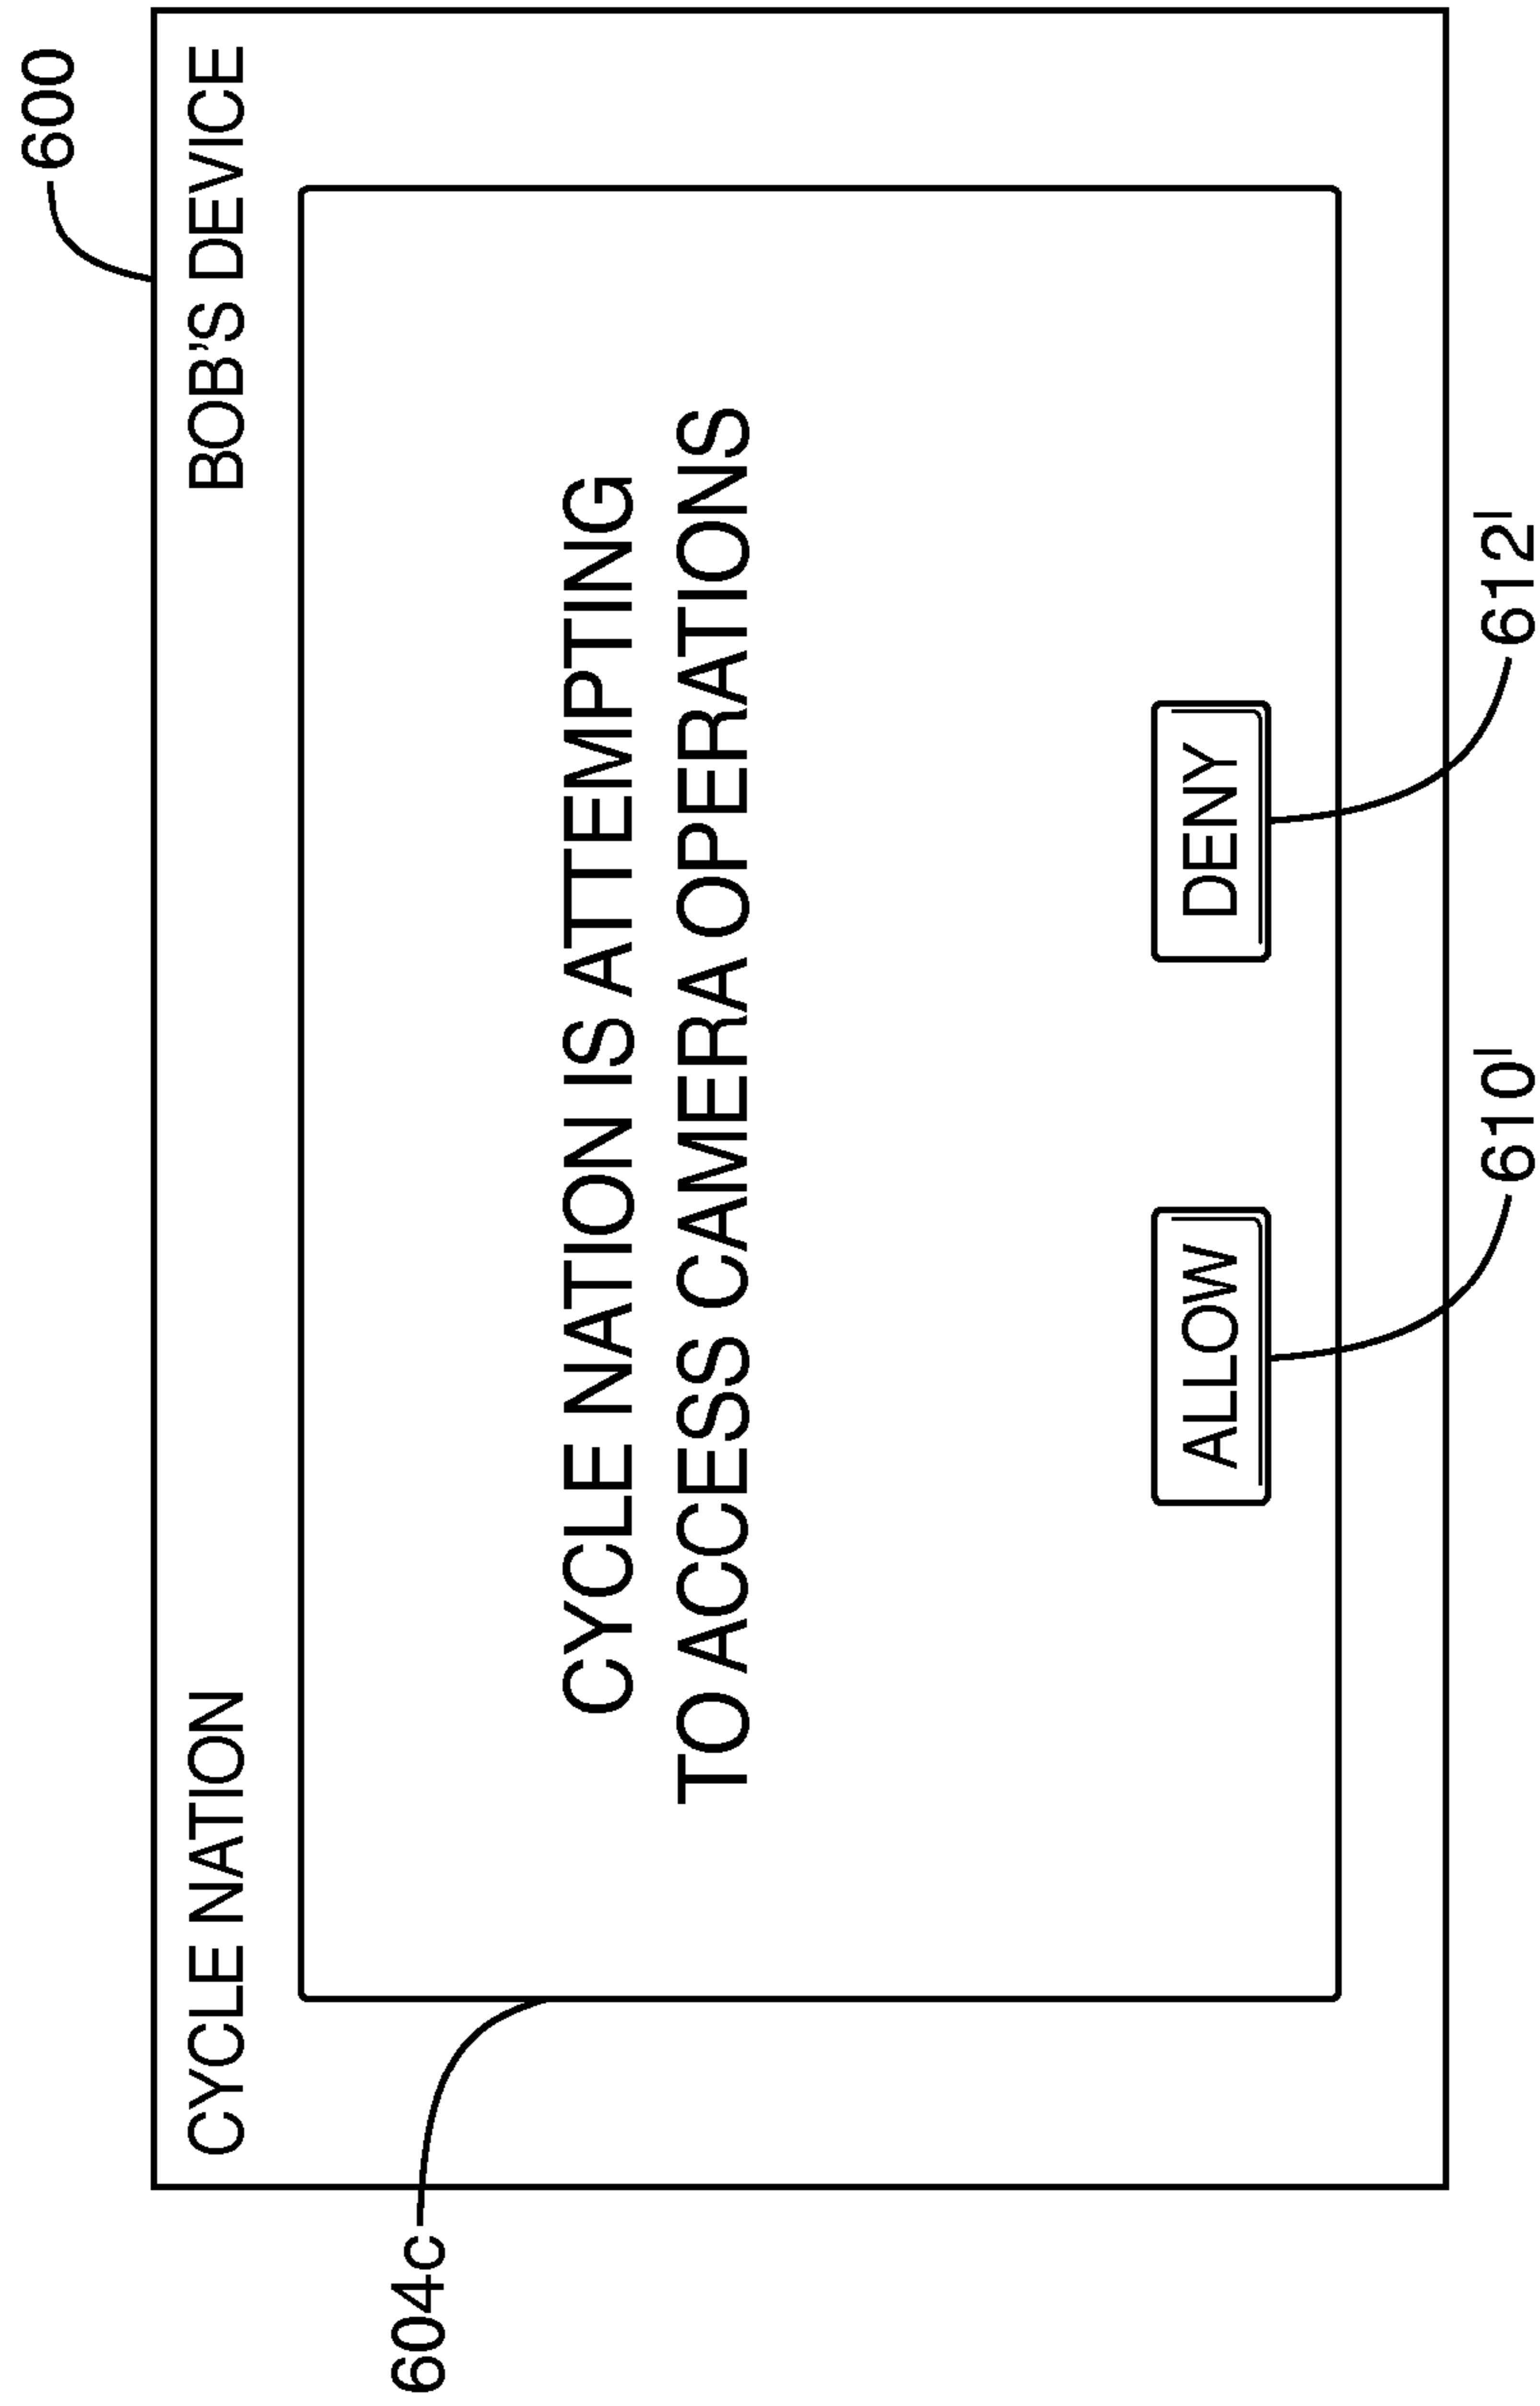 600
CYCLE NATION BOB'S DEVICE
604c
CYCLE NATION IS ATTEMPTING
TO ACCESS CAMERA OPERATIONS
ALLOW DENY
610' 612'